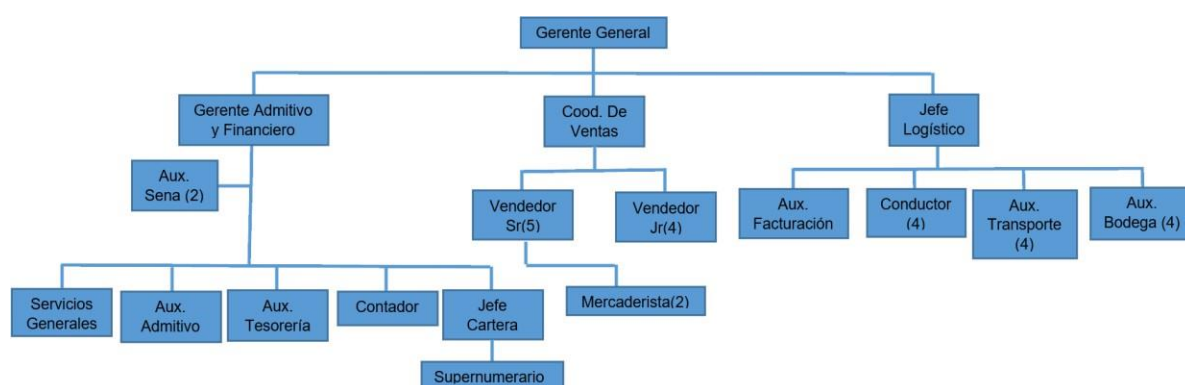 Gerente General
Gerente Admitivo
y Financiero
Cood. De
Ventas
Jefe
Logístico
Aux.
Sena (2)
Vendedor
Sr(5)
Vendedor
Jr(4)
Aux.
Facturación
Conductor
(4)
Aux.
Transporte
(4)
Aux.
Bodega (4)
Servicios
Generales
Aux.
Admitivo
Aux.
Tesorería
Contador
Jefe
Cartera
Mercaderista(2)
Supernumerario